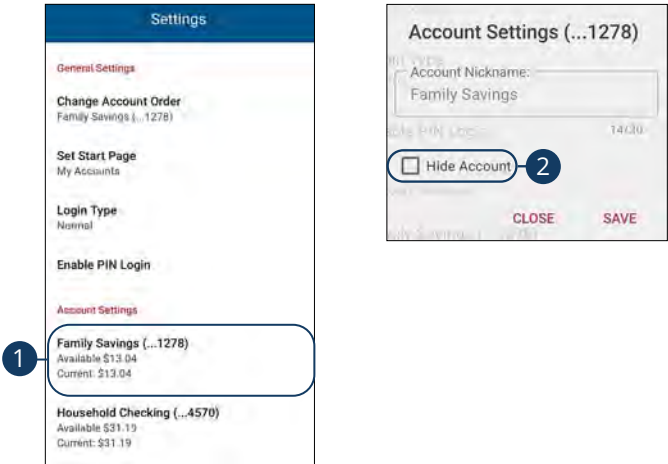 Settings
General Settings
Change Account Order
Family Savings (...1278)
Set Start Page
My Accounts
Login Type
Normal
Enable PIN Login
Account Settings
1
Family Savings (...1278)
Available $13.04
Current: $13.04
Household Checking (...4570)
Available $31.19
Current: $31.19
Account Settings (...1278)
Account Nickname:
Family Savings
14/30
Hide Account
2
CLOSE
SAVE